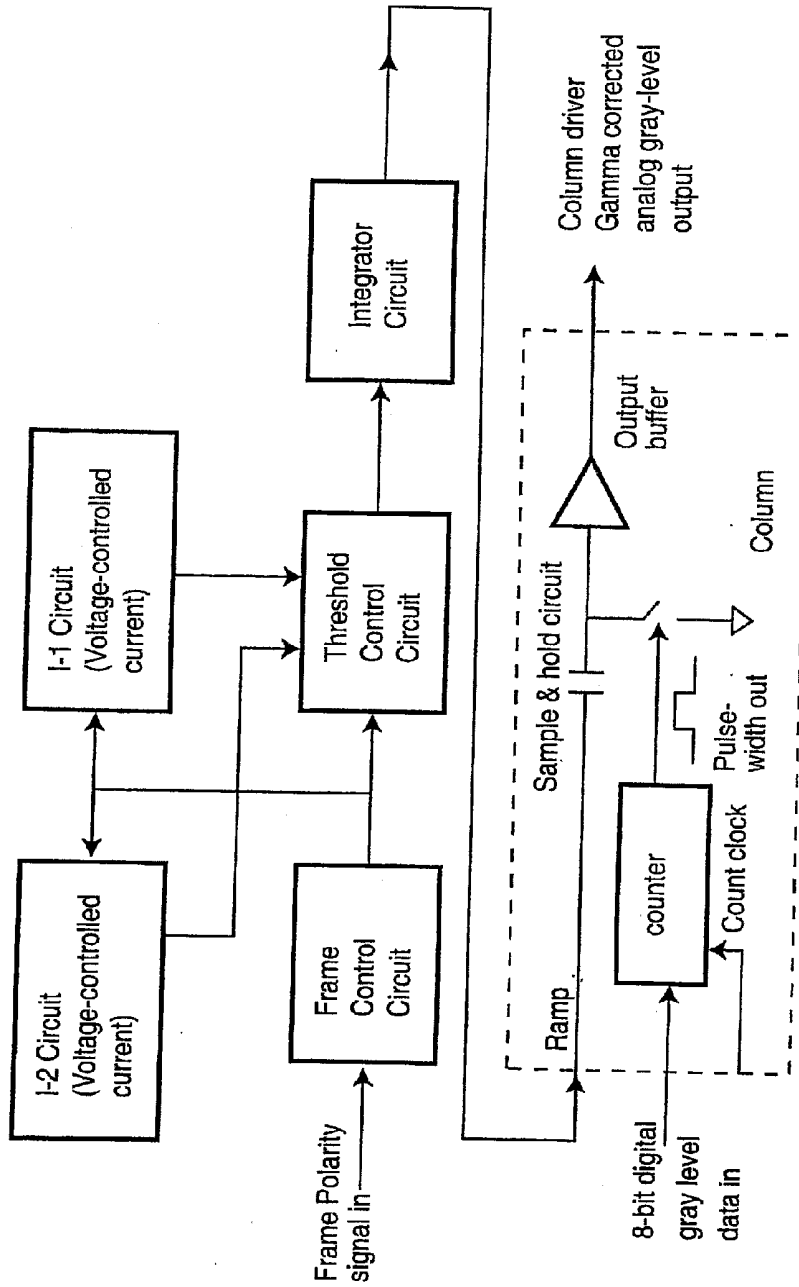 I-2 Circuit
(Voltage-controlled
current)
I-1 Circuit
(Voltage-controlled
current)
Frame Polarity
signal in
Frame
Control
Circuit
Threshold
Control
Circuit
Integrator
Circuit
Ramp
Sample & hold circuit
Output
buffer
Column driver
Gamma corrected
analog gray-level
output
8-bit digital
gray level
data in
counter
Count clock
Pulse-
width out
Column